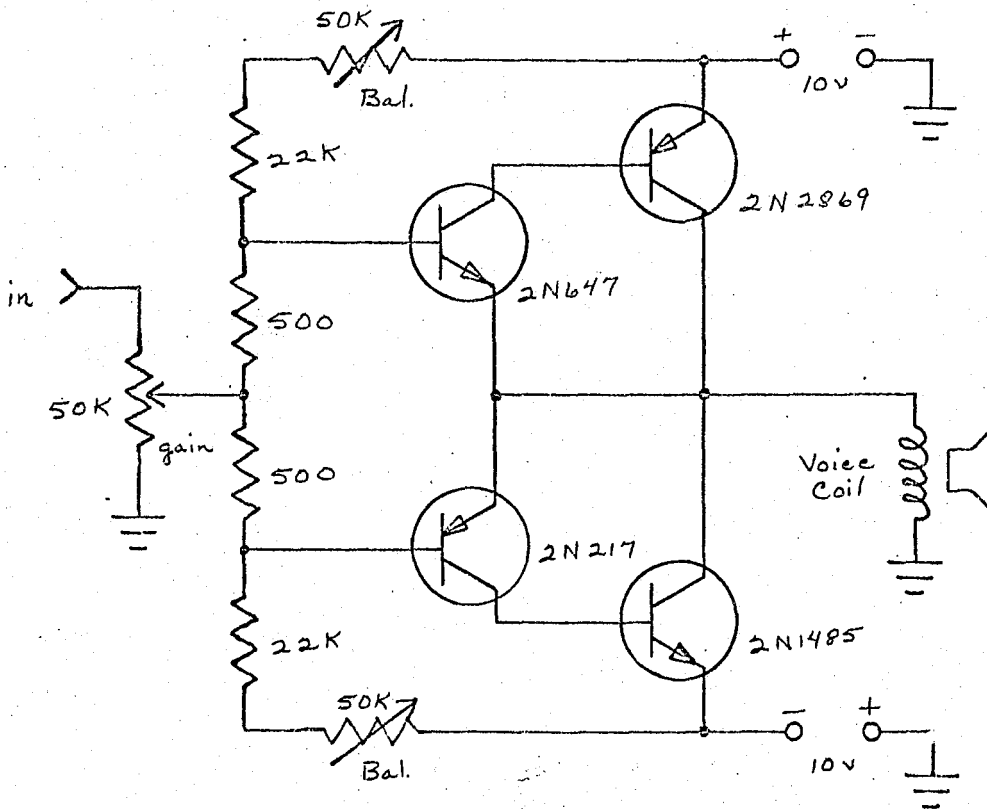 50K
+ −
Bal.
10v
22K
2N2869
in
2N647
500
50K
gain
500
Voice
Coil
2N217
22K
2N1485
50K
− +
Bal.
10v